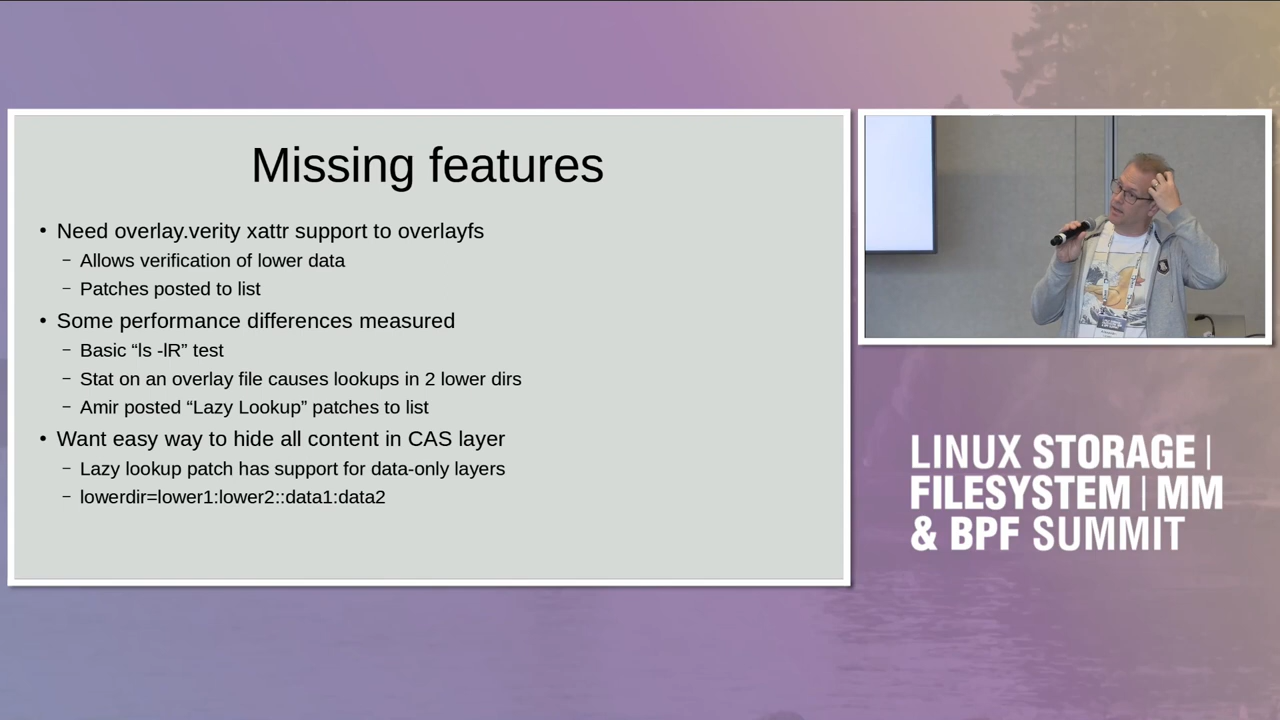 Missing features
• Need overlay.verity xattr support to overlayfs
– Allows verification of lower data
– Patches posted to list
• Some performance differences measured
– Basic “ls -lR” test
– Stat on an overlay file causes lookups in 2 lower dirs
– Amir posted “Lazy Lookup” patches to list
• Want easy way to hide all content in CAS layer
– Lazy lookup patch has support for data-only layers
– lowerdir=lower1:lower2::data1:data2
LINUX STORAGE |
FILESYSTEM | MM
& BPF SUMMIT